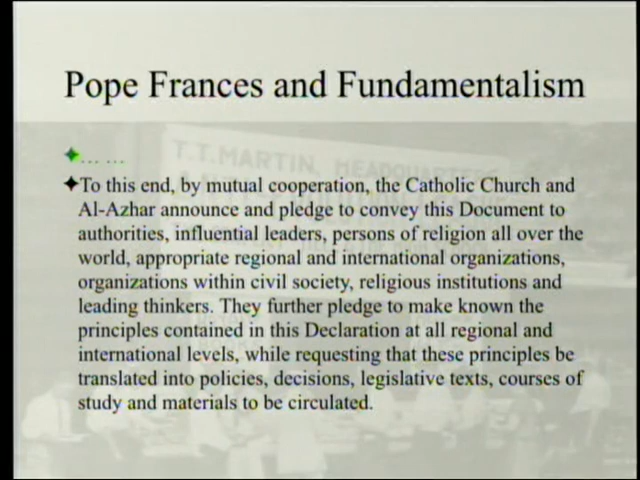 Pope Frances and Fundamentalism
... ...
To this end, by mutual cooperation, the Catholic Church and
Al-Azhar announce and pledge to convey this Document to
authorities, influential leaders, persons of religion all over the
world, appropriate regional and international organizations,
organizations within civil society, religious institutions and
leading thinkers. They further pledge to make known the
principles contained in this Declaration at all regional and
international levels, while requesting that these principles be
translated into policies, decisions, legislative texts, courses of
study and materials to be circulated.
T.T. MARTIN, HEADQUARTERS